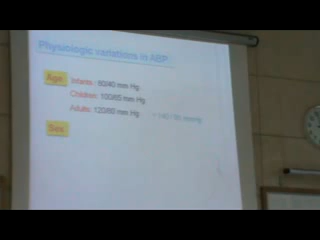 Physiologic variations in ABP:
Age: Infants : 80/40 mm Hg
Children: 100/65 mm Hg
Adults: 120/80 mm Hg
Sex: